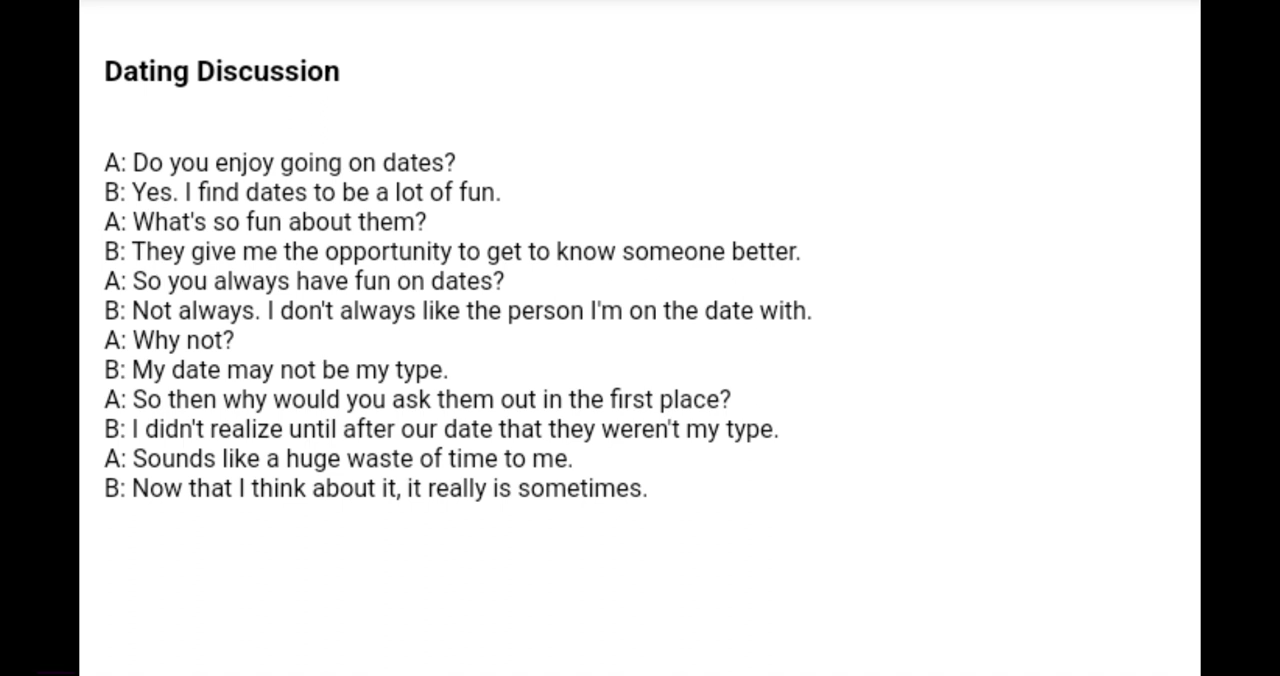 Dating Discussion
A: Do you enjoy going on dates?
B: Yes. I find dates to be a lot of fun.
A: What's so fun about them?
B: They give me the opportunity to get to know someone better.
A: So you always have fun on dates?
B: Not always. I don't always like the person I'm on the date with.
A: Why not?
B: My date may not be my type.
A: So then why would you ask them out in the first place?
B: I didn't realize until after our date that they weren't my type.
A: Sounds like a huge waste of time to me.
B: Now that I think about it, it really is sometimes.